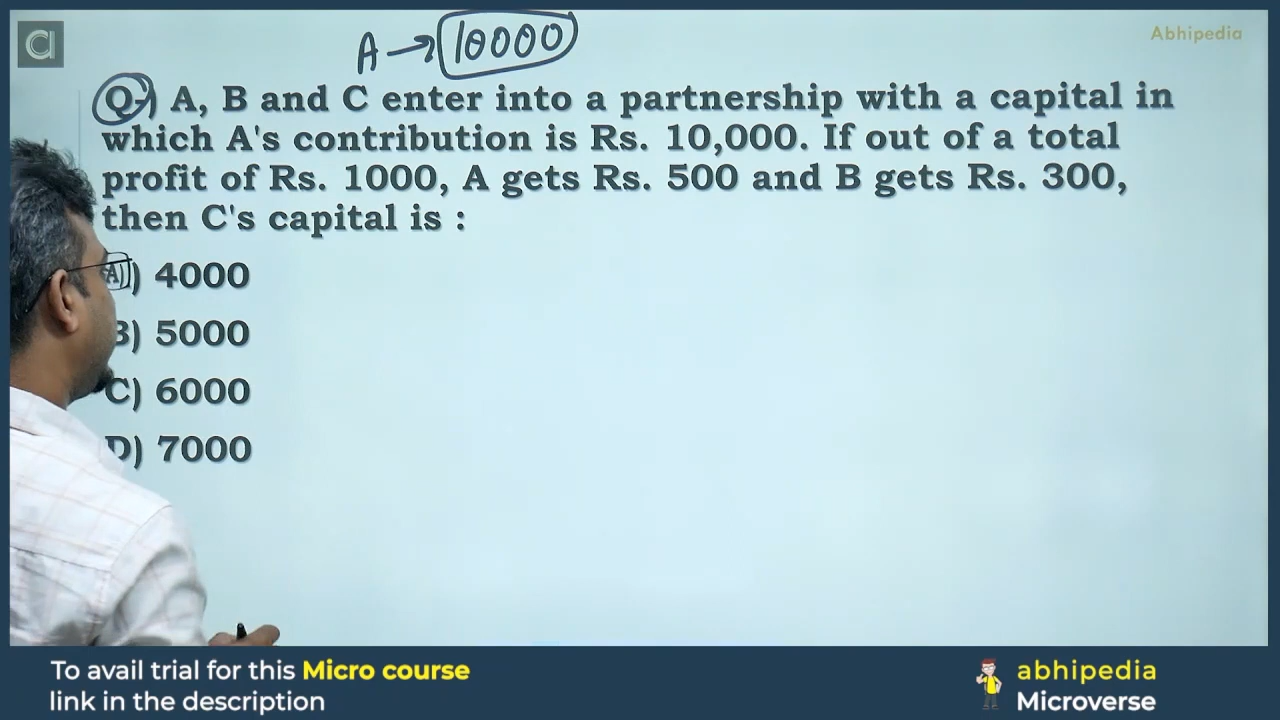 A → 10000
Abhipedia
Q-) A, B and C enter into a partnership with a capital in
which A's contribution is Rs. 10,000. If out of a total
profit of Rs. 1000, A gets Rs. 500 and B gets Rs. 300,
then C's capital is :
A) 4000
B) 5000
C) 6000
D) 7000
To avail trial for this Micro course
link in the description
abhipedia
Microverse